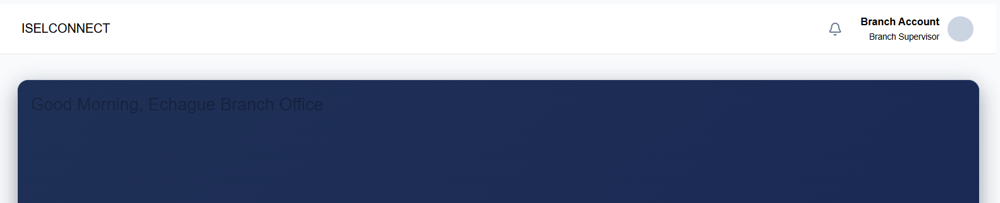 ISELCONNECT
Branch Account
Branch Supervisor
Good Morning, Echague Branch Office